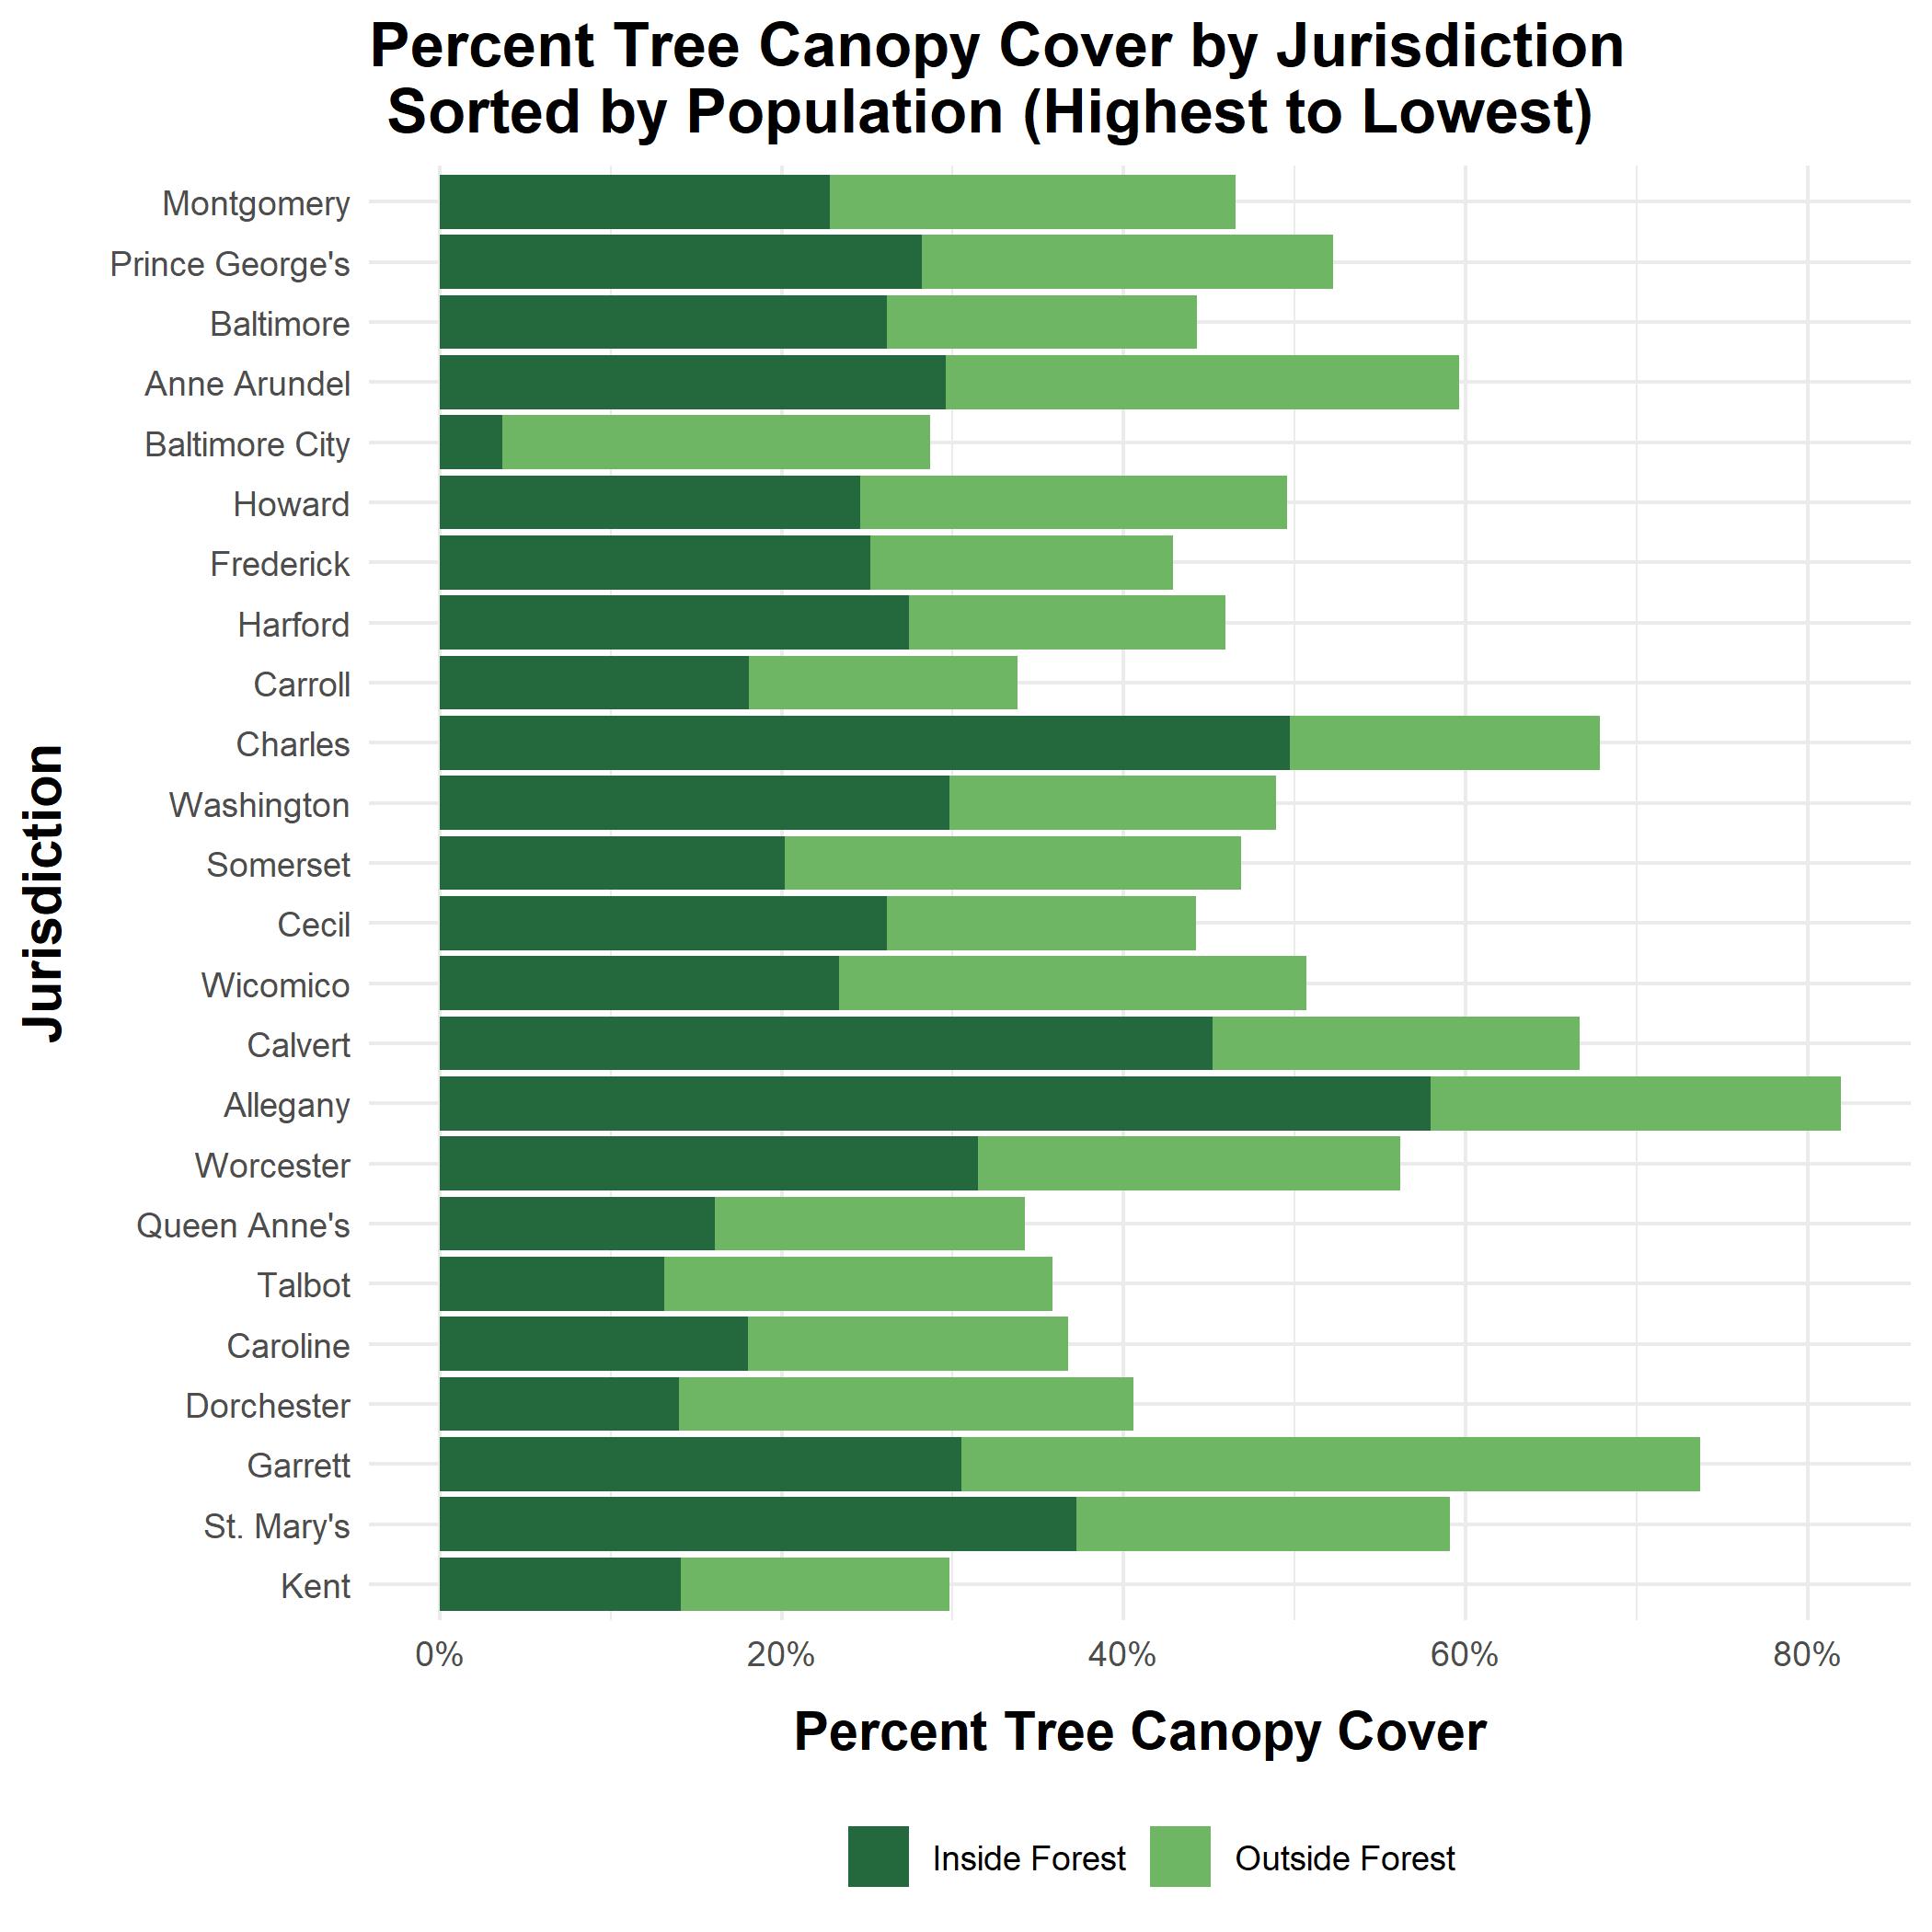 Percent Tree Canopy Cover by Jurisdiction
Sorted by Population (Highest to Lowest)
Jurisdiction
Montgomery
Prince George's
Baltimore
Anne Arundel
Baltimore City
Howard
Frederick
Harford
Carroll
Charles
Washington
Somerset
Cecil
Wicomico
Calvert
Allegany
Worcester
Queen Anne's
Talbot
Caroline
Dorchester
Garrett
St. Mary's
Kent
0% 20% 40% 60% 80%
Percent Tree Canopy Cover
Inside Forest Outside Forest